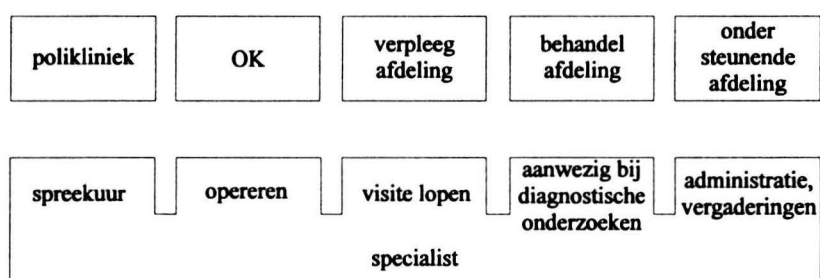 polikliniek
OK
verpleeg
afdeling
behandel
afdeling
onder
steunende
afdeling
spreekuur
opereren
visite lopen
aanwezig bij
diagnostische
onderzoeken
administratie,
vergaderingen
specialist